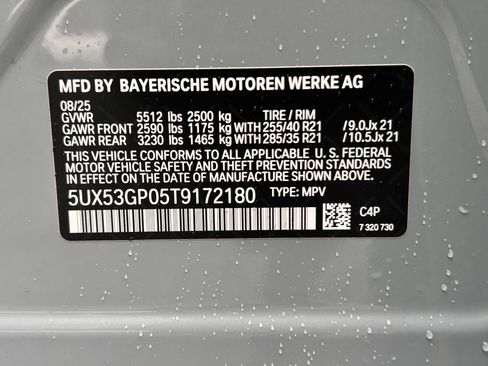 MFD BY BAYERISCHE MOTOREN WERKE AG
08/25
GVWR 5512 lbs 2500 kg TIRE / RIM
GAWR FRONT 2590 lbs 1175 kg WITH 255/40 R21 /9.0Jx 21
GAWR REAR 3230 lbs 1465 kg WITH 285/35 R21 /10.5Jx 21
THIS VEHICLE CONFORMS TO ALL APPLICABLE U. S. FEDERAL
MOTOR VEHICLE SAFETY AND THEFT PREVENTION STANDARDS
IN EFFECT ON THE DATE OF MANUFACTURE SHOWN ABOVE.
5UX53GP05T9172180 TYPE: MPV
C4P
7 320 730